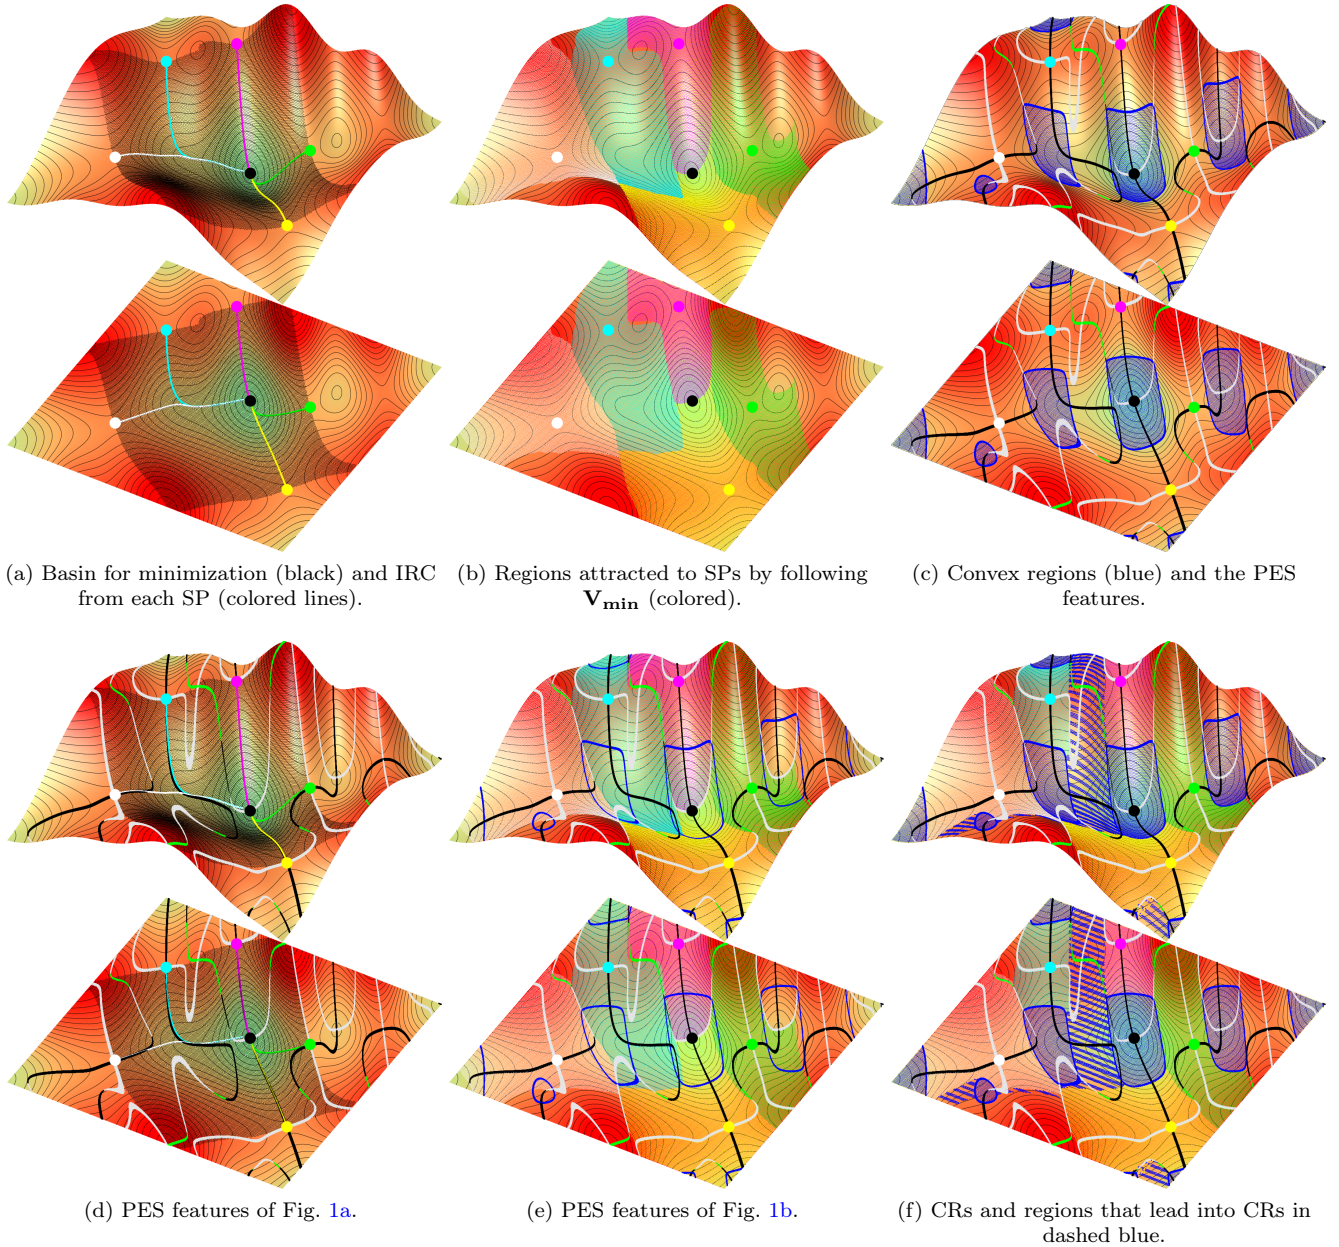 (a) Basin for minimization (black) and IRC
from each SP (colored lines).
(b) Regions attracted to SPs by following
V_min (colored).
(c) Convex regions (blue) and the PES
features.
(d) PES features of Fig. 1a.
(e) PES features of Fig. 1b.
(f) CRs and regions that lead into CRs in
dashed blue.